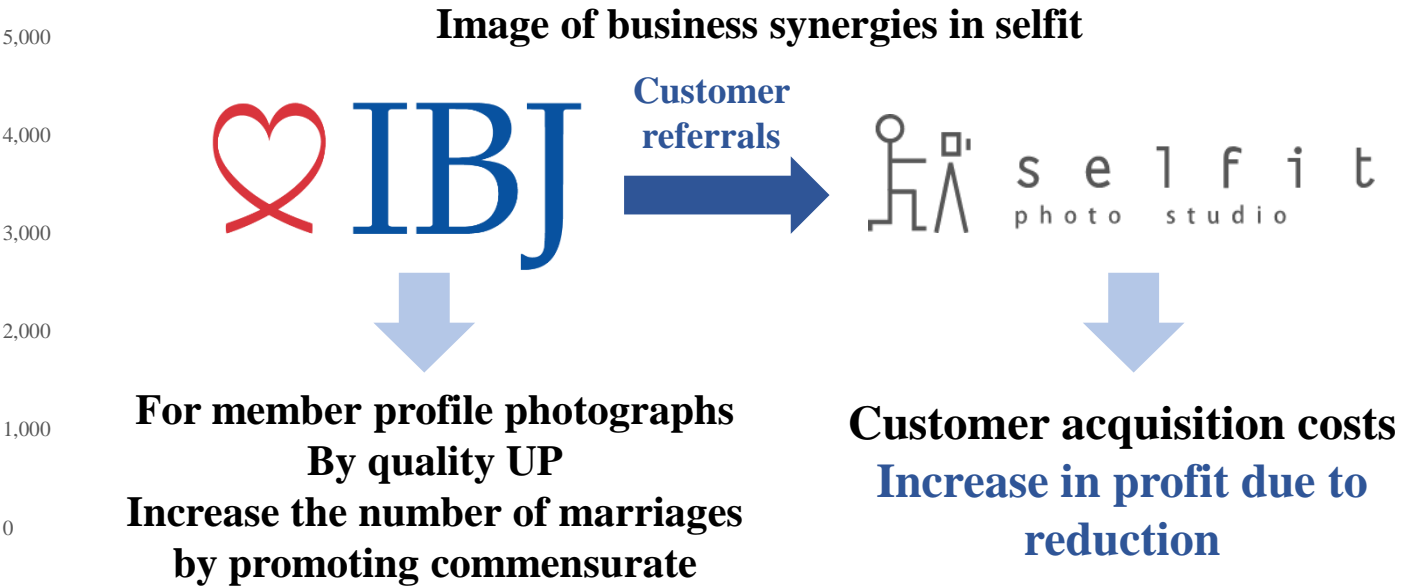 Image of business synergies in selfit
5,000
4,000
3,000
2,000
1,000
0
IBJ
Customer
referrals
selfit
photo studio
For member profile photographs
By quality UP
Increase the number of marriages
by promoting commensurate
Customer acquisition costs
Increase in profit due to
reduction